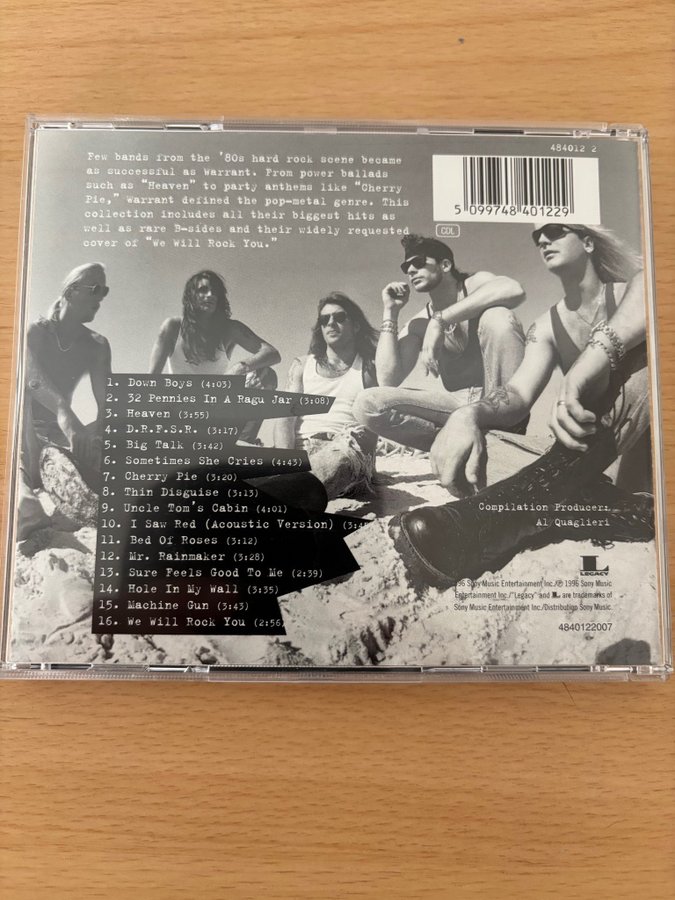 Few bands from the '80s hard rock scene became
as successful as Warrant. From power ballads
such as "Heaven" to party anthems like "Cherry
Pie," Warrant defined the pop-metal genre. This
collection includes all their biggest hits as
well as rare B-sides and their widely requested
cover of "We Will Rock You."
484012 2
5 099748 401229
CDL
1. Down Boys (4:03)
2. 32 Pennies In A Ragu Jar (3:08)
3. Heaven (3:55)
4. D.R.F.S.R. (3:17)
5. Big Talk (3:42)
6. Sometimes She Cries (4:43)
7. Cherry Pie (3:20)
8. Thin Disguise (3:13)
9. Uncle Tom's Cabin (4:01)
10. I Saw Red (Acoustic Version)
11. Bed Of Roses (3:12)
12. Mr. Rainmaker (3:28)
13. Sure Feels Good To Me (2:39)
14. Hole In My Wall (3:35)
15. Machine Gun (3:43)
16. We Will Rock You (2:56)
Compilation Producer:
Al Quaglieri
LEGACY
96 Sony Music Entertainment Inc./℗ 1996 Sony Music
Entertainment Inc./"Legacy" and L are trademarks of
Sony Music Entertainment Inc./Distribution Sony Music.
4840122007